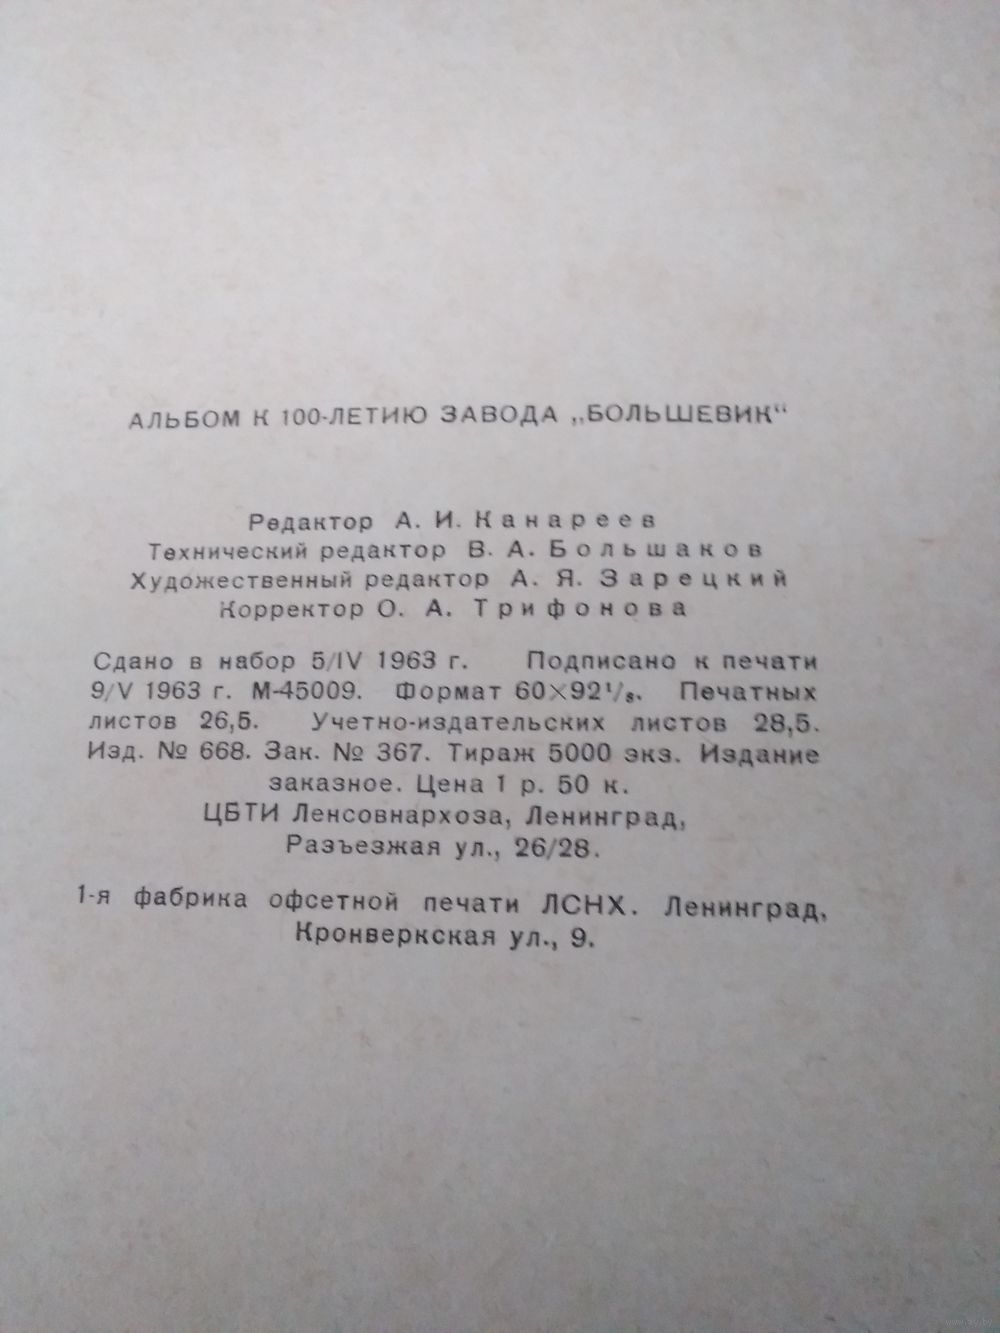 АЛЬБОМ К 100-ЛЕТИЮ ЗАВОДА „БОЛЬШЕВИК“
Редактор А. И. Канареев
Технический редактор В. А. Большаков
Художественный редактор А. Я. Зарецкий
Корректор О. А. Трифонова
Сдано в набор 5/IV 1963 г. Подписано к печати
9/V 1963 г. М-45009. Формат 60×92¹/₈. Печатных
листов 26,5. Учетно-издательских листов 28,5.
Изд. № 668. Зак. № 367. Тираж 5000 экз. Издание
заказное. Цена 1 р. 50 к.
ЦБТИ Ленсовнархоза, Ленинград,
Разъезжая ул., 26/28.
1-я фабрика офсетной печати ЛСНХ. Ленинград,
Кронверкская ул., 9.
www.ay.by